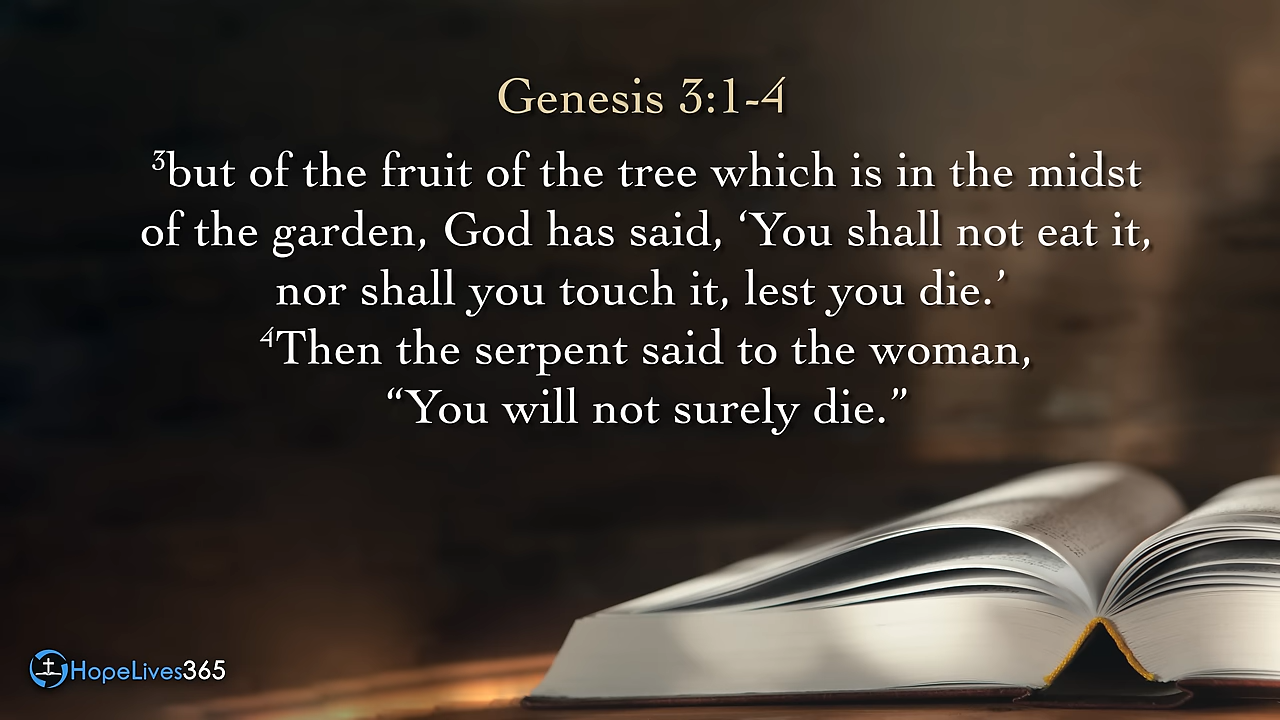 Genesis 3:1-4
³but of the fruit of the tree which is in the midst
of the garden, God has said, ‘You shall not eat it,
nor shall you touch it, lest you die.’
⁴Then the serpent said to the woman,
“You will not surely die.”
HopeLives365